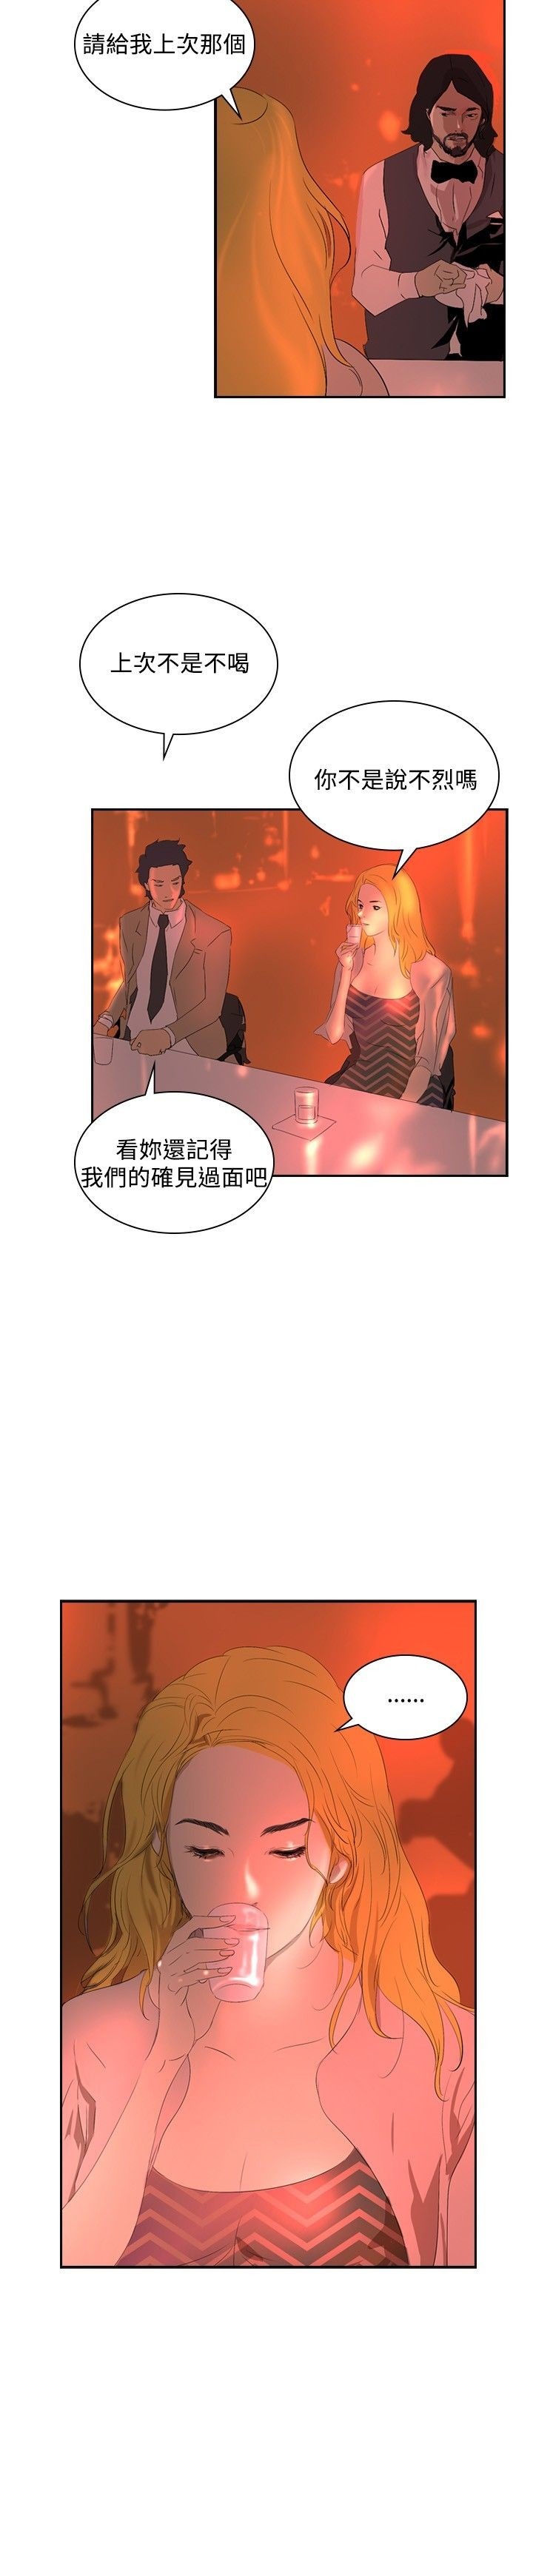 請給我上次那個
上次不是不喝
你不是說不烈嗎
看妳還記得
我們的確見過面吧
......